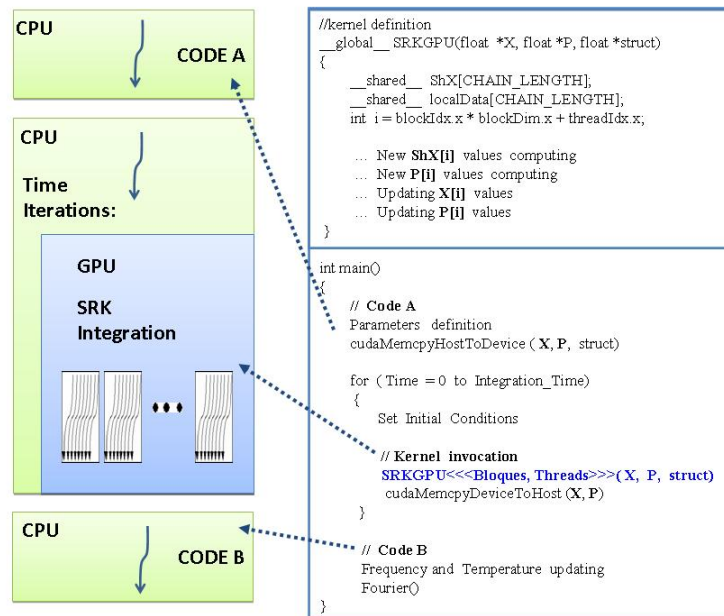 CPU
CODE A
CPU
Time
Iterations:
GPU
SRK
Integration
CPU
CODE B
//kernel definition
__global__ SRKGPU(float *X, float *P, float *struct)
{
__shared__ ShX[CHAIN_LENGTH];
__shared__ localData[CHAIN_LENGTH];
int i = blockIdx.x * blockDim.x + threadIdx.x;
... New ShX[i] values computing
... New P[i] values computing
... Updating X[i] values
... Updating P[i] values
}
int main()
{
// Code A
Parameters definition
cudaMemcpyHostToDevice ( X, P, struct)
for ( Time = 0 to Integration_Time)
{
Set Initial Conditions
// Kernel invocation
SRKGPU<<<Bloques, Threads>>>( X, P, struct)
cudaMemcpyDeviceToHost (X, P)
}
// Code B
Frequency and Temperature updating
Fourier()
}